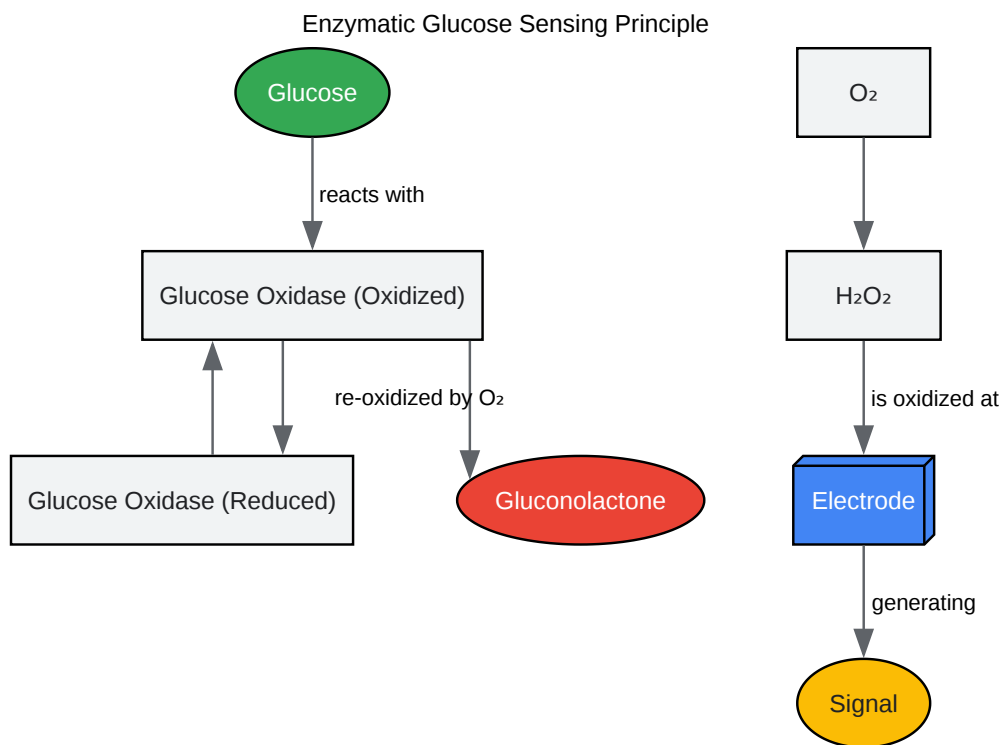 Enzymatic Glucose Sensing Principle
Glucose
O₂
reacts with
Glucose Oxidase (Oxidized)
H₂O₂
re-oxidized by O₂
is oxidized at
Glucose Oxidase (Reduced)
Gluconolactone
Electrode
generating
Signal